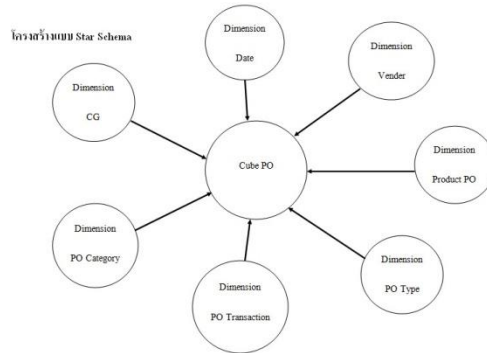 โครงสร้างแบบ Star Schema
Dimension
Date
Dimension
Vender
Dimension
CG
Cube PO
Dimension
Product PO
Dimension
PO Category
Dimension
PO Type
Dimension
PO Transaction